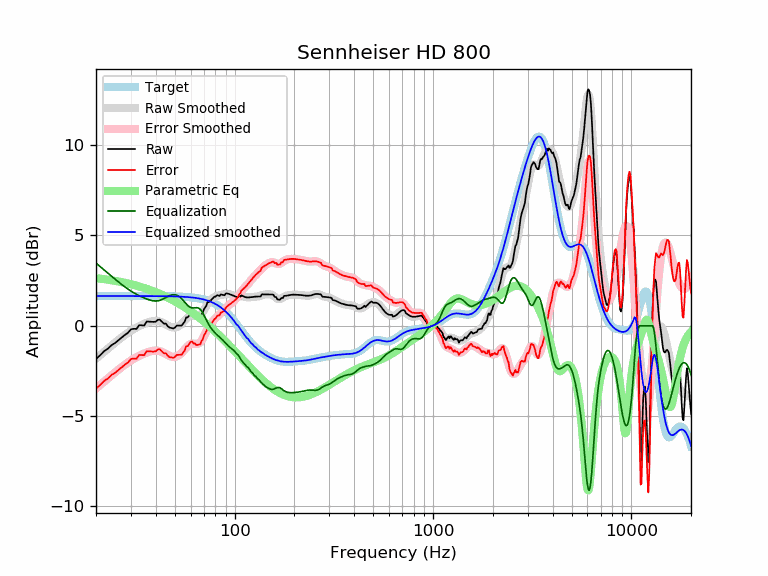 Sennheiser HD 800
Target
Raw Smoothed
Error Smoothed
Raw
Error
Parametric Eq
Equalization
Equalized smoothed
Amplitude (dBr)
10
5
0
−5
−10
100
1000
10000
Frequency (Hz)